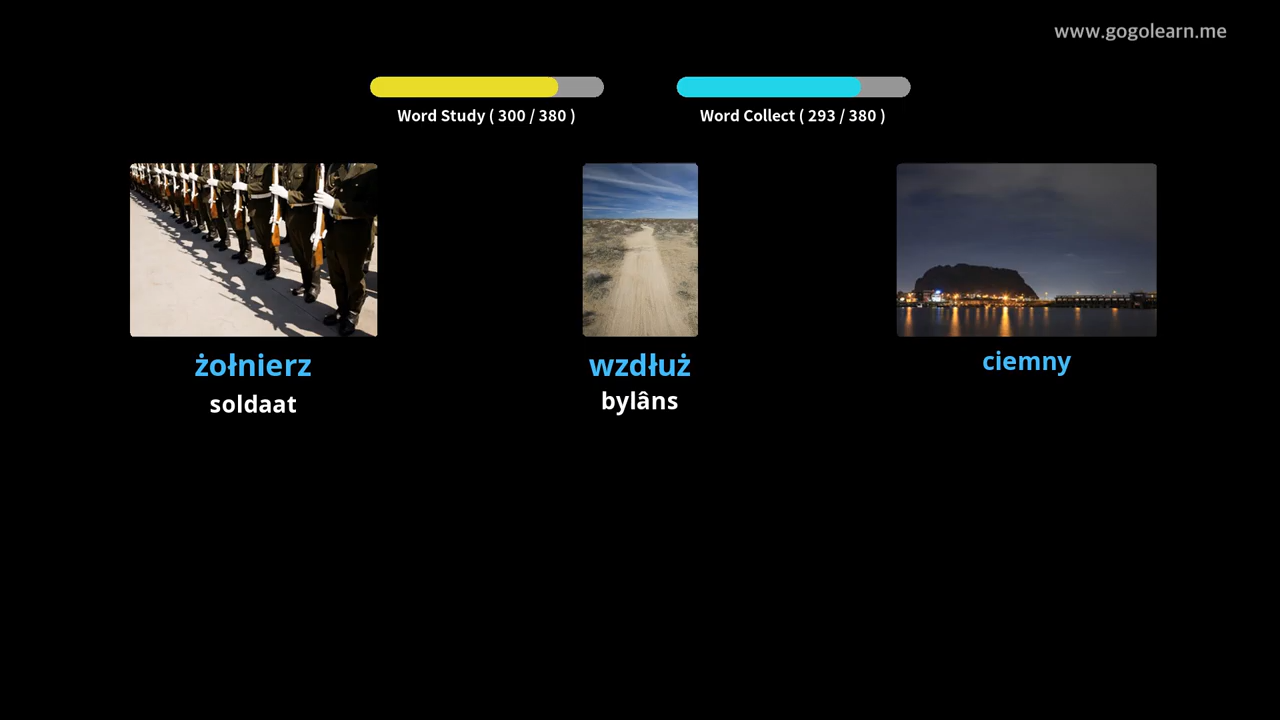 www.gogolearn.me
Word Study ( 300 / 380 )
Word Collect ( 293 / 380 )
żołnierz
soldaat
wzdłuż
bylâns
ciemny